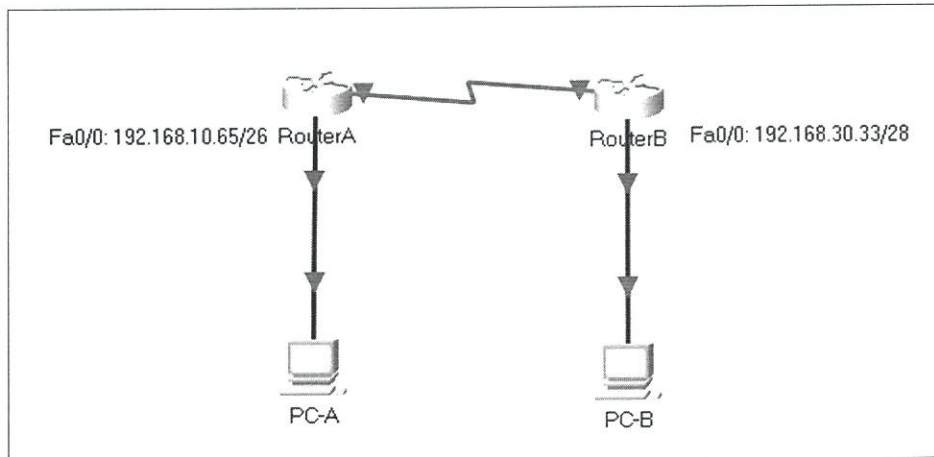 Fa0/0: 192.168.10.65/26 RouterA RouterB Fa0/0: 192.168.30.33/28
PC-A PC-B